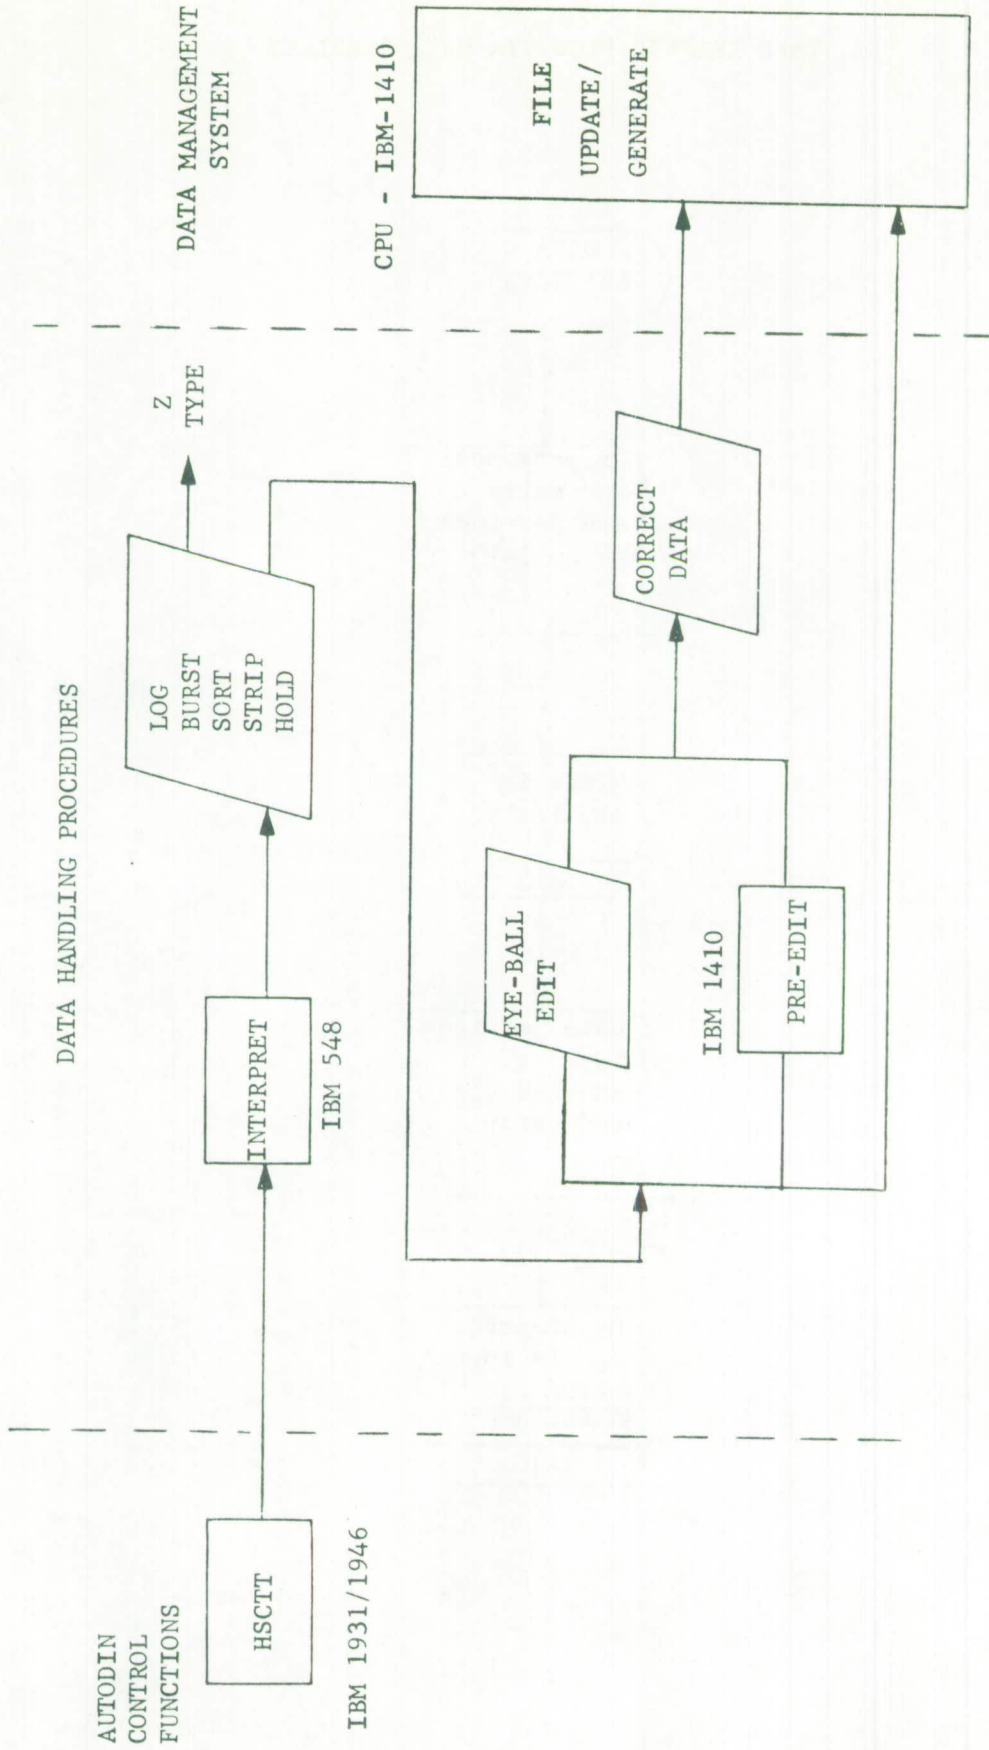 AUTODIN
CONTROL
FUNCTIONS
HSCTT
IBM 1931/1946
DATA HANDLING PROCEDURES
INTERPRET
IBM 548
LOG
BURST
SORT
STRIP
HOLD
Z
TYPE
EYE-BALL
EDIT
IBM 1410
PRE-EDIT
CORRECT
DATA
DATA MANAGEMENT
SYSTEM
CPU - IBM-1410
FILE
UPDATE/
GENERATE